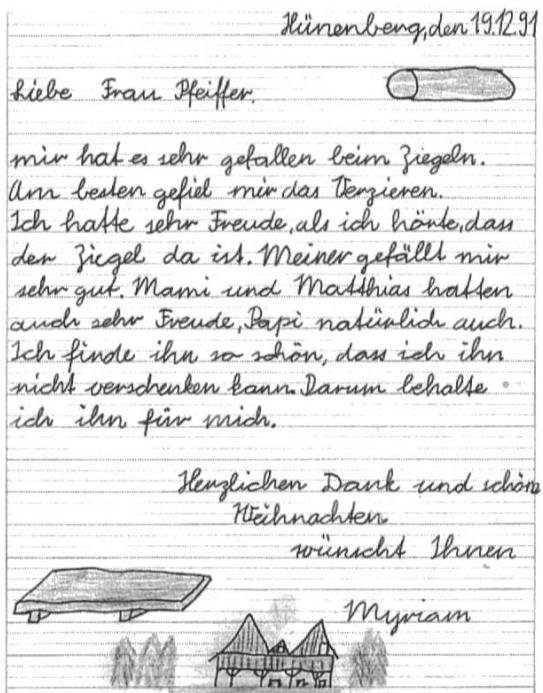 Hünenberg, den 19.12.91
Liebe Frau Pfeiffer.
mir hat es sehr gefallen beim Ziegeln.
Am besten gefiel mir das Verzieren.
Ich hatte sehr Freude, als ich hörte, dass
der Ziegel da ist. Meiner gefällt mir
sehr gut. Mami und Matthias hatten
auch sehr Freude, Papi natürlich auch.
Ich finde ihn so schön, dass ich ihn
nicht verschenken kann. Darum behalte
ich ihn für mich.
Herzlichen Dank und schöne
Weihnachten
wünscht Ihnen
Myriam